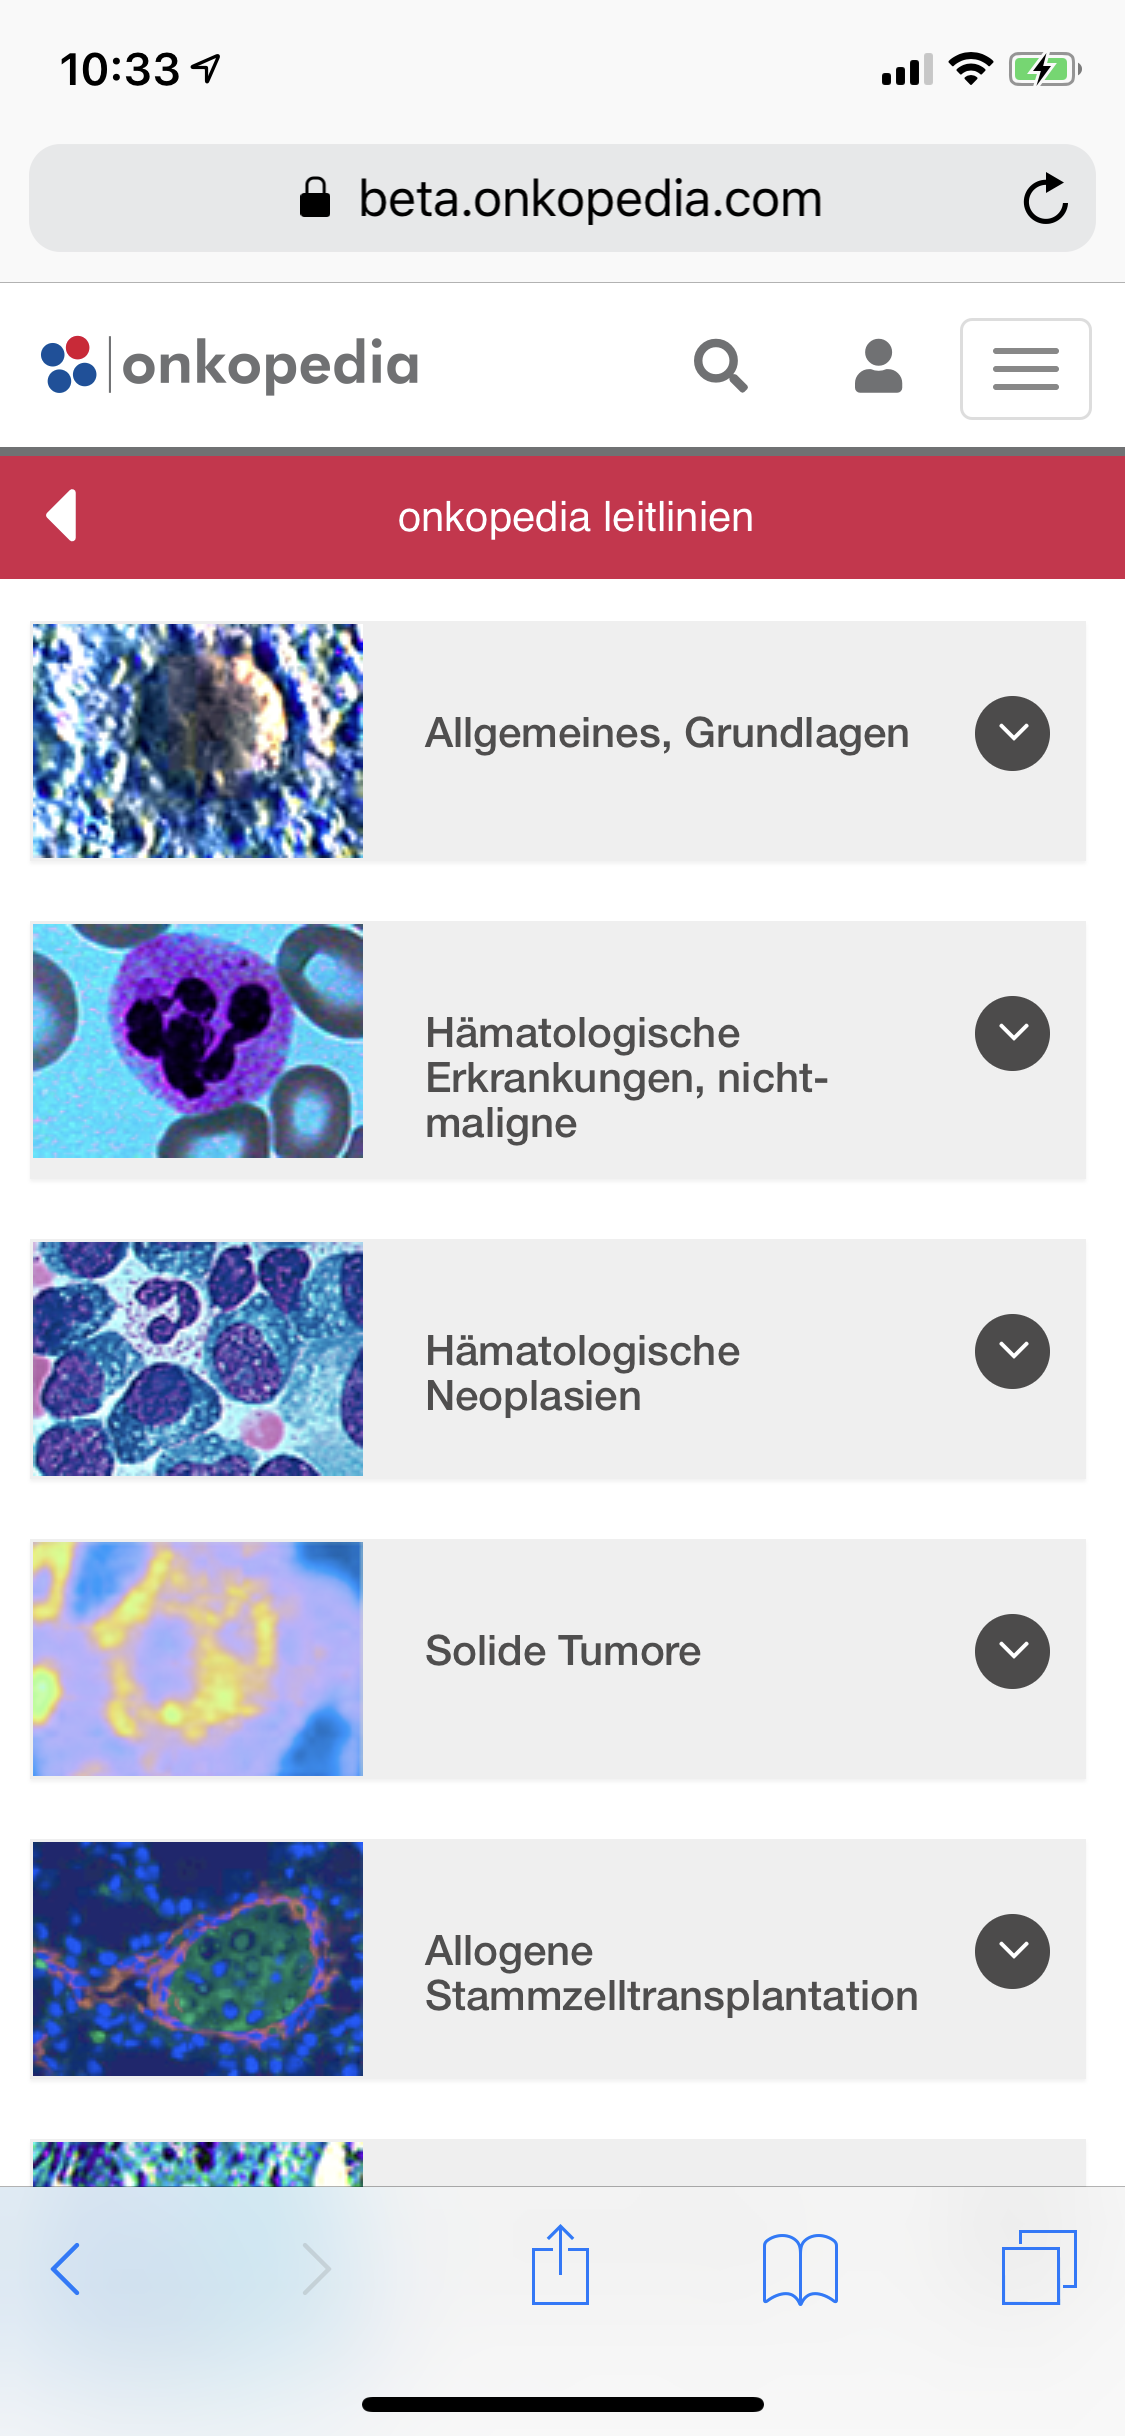 10:33
beta.onkopedia.com
onkopedia
onkopedia leitlinien
Allgemeines, Grundlagen
Hämatologische
Erkrankungen, nicht-
maligne
Hämatologische
Neoplasien
Solide Tumore
Allogene
Stammzelltransplantation